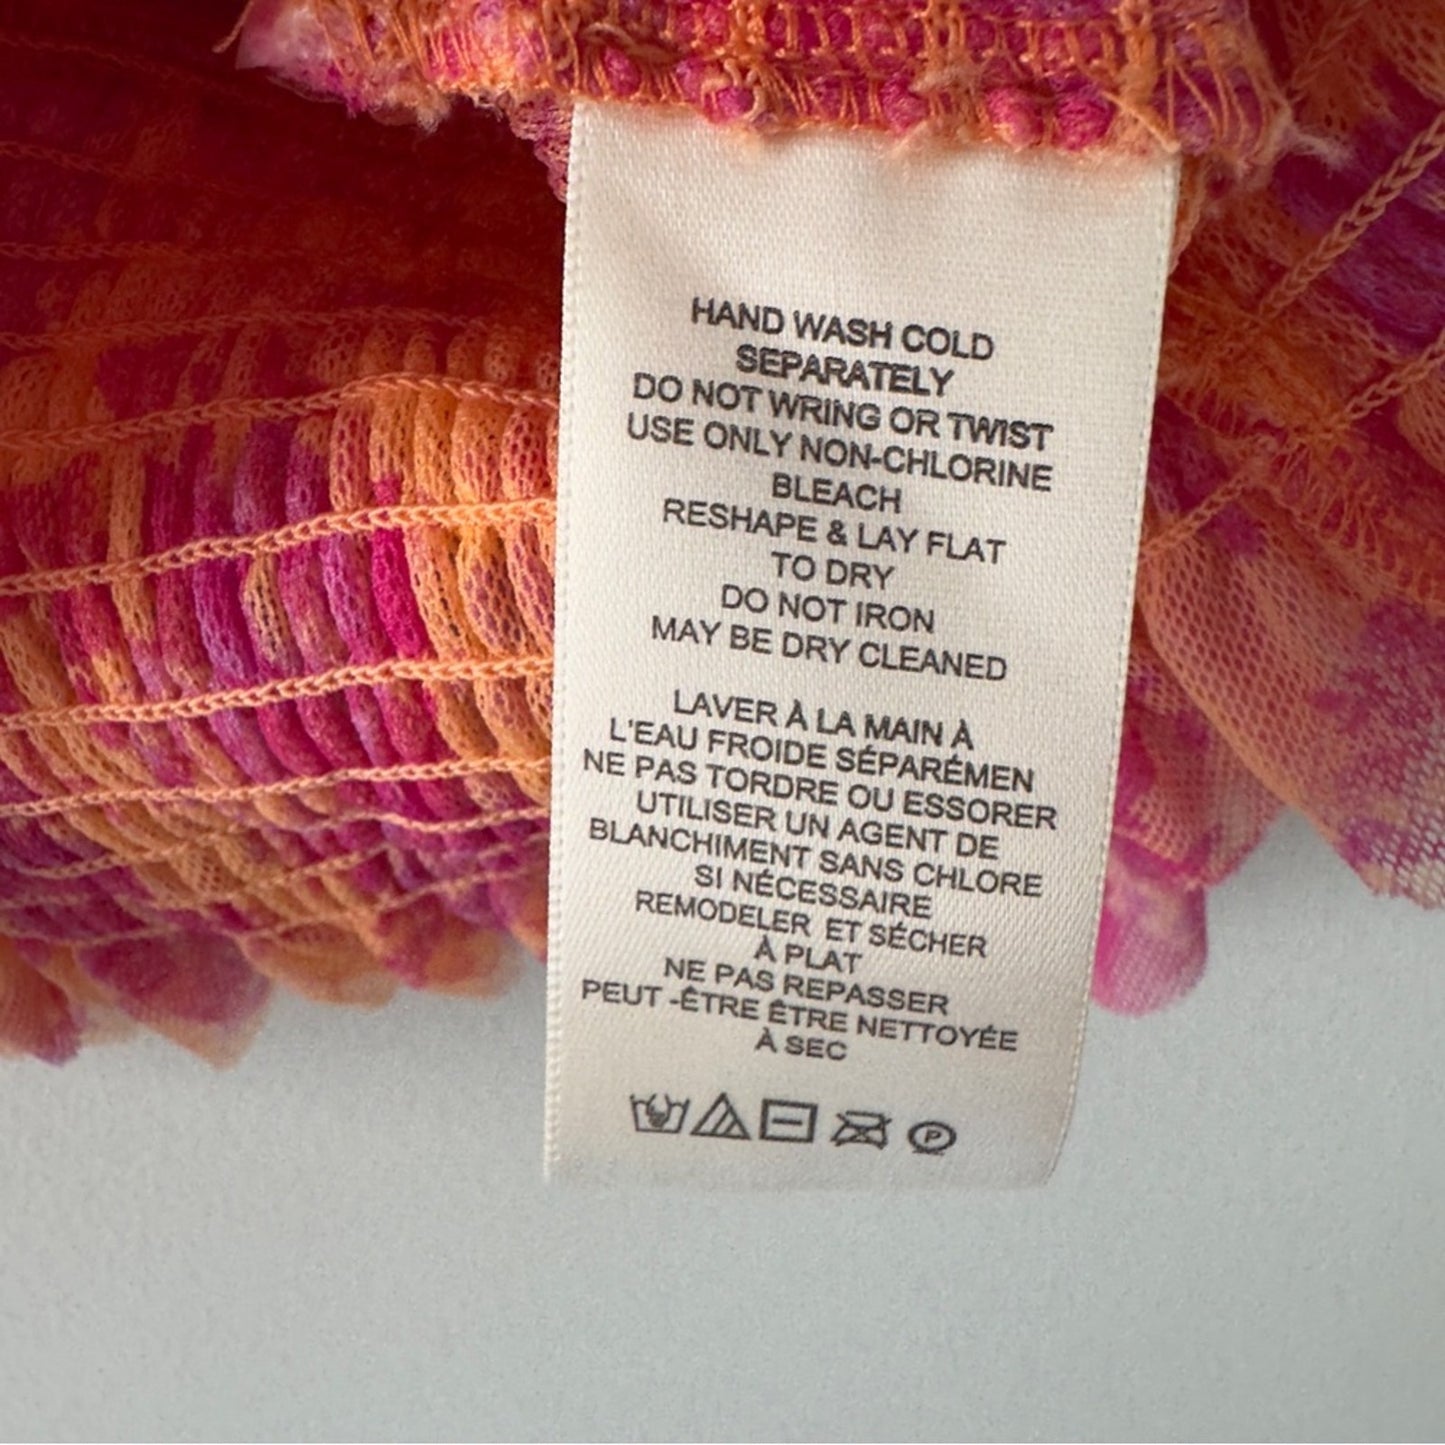 HAND WASH COLD
SEPARATELY
DO NOT WRING OR TWIST
USE ONLY NON-CHLORINE
BLEACH
RESHAPE & LAY FLAT
TO DRY
DO NOT IRON
MAY BE DRY CLEANED
LAVER À LA MAIN À
L'EAU FROIDE SÉPARÉMEN
NE PAS TORDRE OU ESSORER
UTILISER UN AGENT DE
BLANCHIMENT SANS CHLORE
SI NÉCESSAIRE
REMODELER ET SÉCHER
À PLAT
NE PAS REPASSER
PEUT -ÊTRE ÊTRE NETTOYÉE
À SEC
P